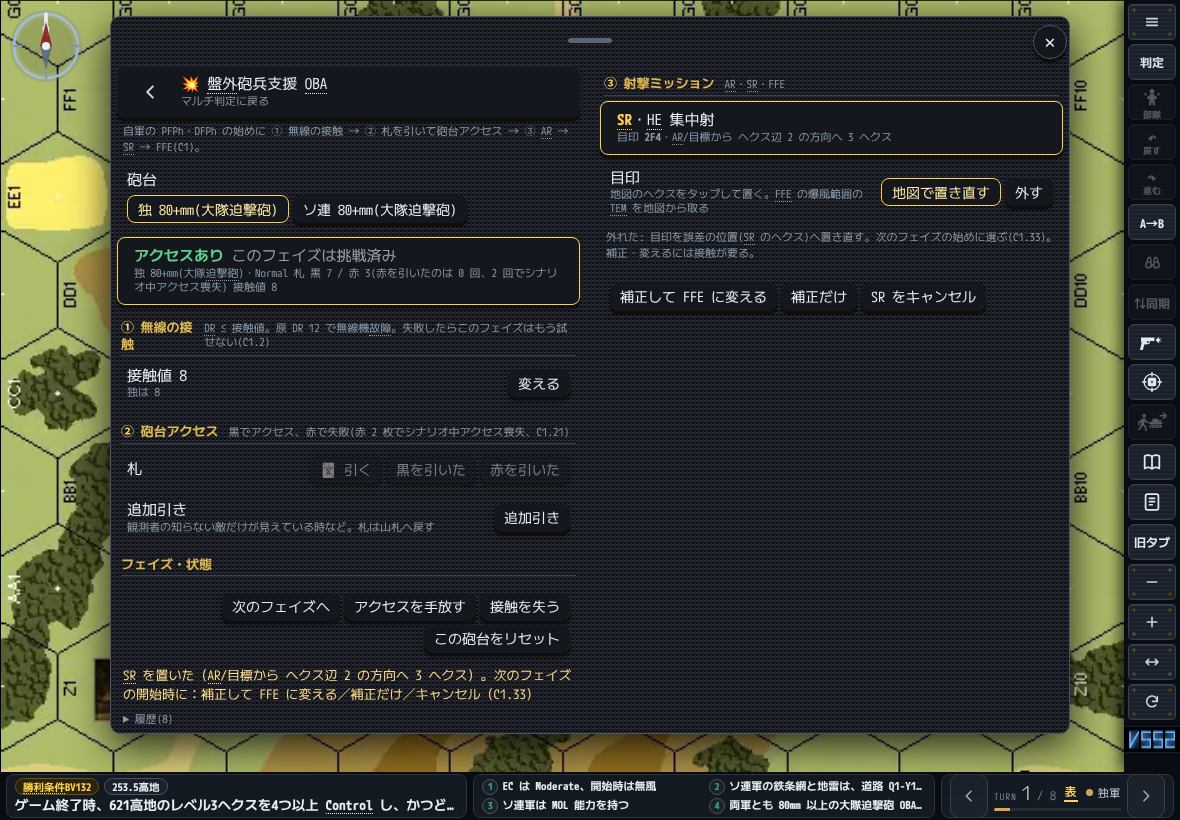 FF1
EE1
DD1
CC1
BB1
AA1
Z1
FF10
DD10
BB10
Z10
盤外砲兵支援 OBA
マルチ判定に戻る
自軍の PFPh・DFPh の始めに ① 無線の接触 → ② 札を引いて砲台アクセス → ③ AR →
SR → FFE(C1)。
砲台
独 80+mm(大隊迫撃砲)
ソ連 80+mm(大隊迫撃砲)
アクセスあり このフェイズは挑戦済み
独 80+mm(大隊迫撃砲)・Normal 札 黒 7 / 赤 3(赤を引いたのは 0 回、2 回でシナリ
オ中アクセス喪失) 接触値 8
① 無線の接
触
DR ≤ 接触値。原 DR 12 で無線機故障。失敗したらこのフェイズはもう試
せない(C1.2)
接触値 8
独は 8
変える
② 砲台アクセス 黒でアクセス、赤で失敗(赤 2 枚でシナリオ中アクセス喪失、C1.21)
札
引く
黒を引いた
赤を引いた
追加引き
観測者の知らない敵だけが見えている時など。札は山札へ戻す
追加引き
フェイズ・状態
次のフェイズへ
アクセスを手放す
接触を失う
この砲台をリセット
SR を置いた (AR/目標から ヘクス辺 2 の方向へ 3 ヘクス) 。次のフェイズ
の開始時に：補正して FFE に変える／補正だけ／キャンセル (C1.33)
▶ 履歴(8)
③ 射撃ミッション AR・SR・FFE
SR・HE 集中射
目印 2F4・AR/目標から ヘクス辺 2 の方向へ 3 ヘクス
目印
地図のヘクスをタップして置く。FFE の爆風範囲の
TEM を地図から取る
地図で置き直す
外す
外れた: 目印を誤差の位置(SR のヘクス)へ置き直す。次のフェイズの始めに選ぶ(C1.33)。
補正・変えるには接触が要る。
補正して FFE に変える
補正だけ
SR をキャンセル
判定
部隊
戻す
進む
A→B
⇅同期
旧タブ
VSS2
勝利条件BV132
253.5高地
ゲーム終了時、621高地のレベル3ヘクスを4つ以上 Control し、かつど…
1 EC は Moderate、開始時は無風
2 ソ連軍の鉄条網と地雷は、道路 Q1-Y1…
3 ソ連軍は MOL 能力を持つ
4 両軍とも 80mm 以上の大隊迫撃砲 OBA…
TURN 1 / 8 表 独軍